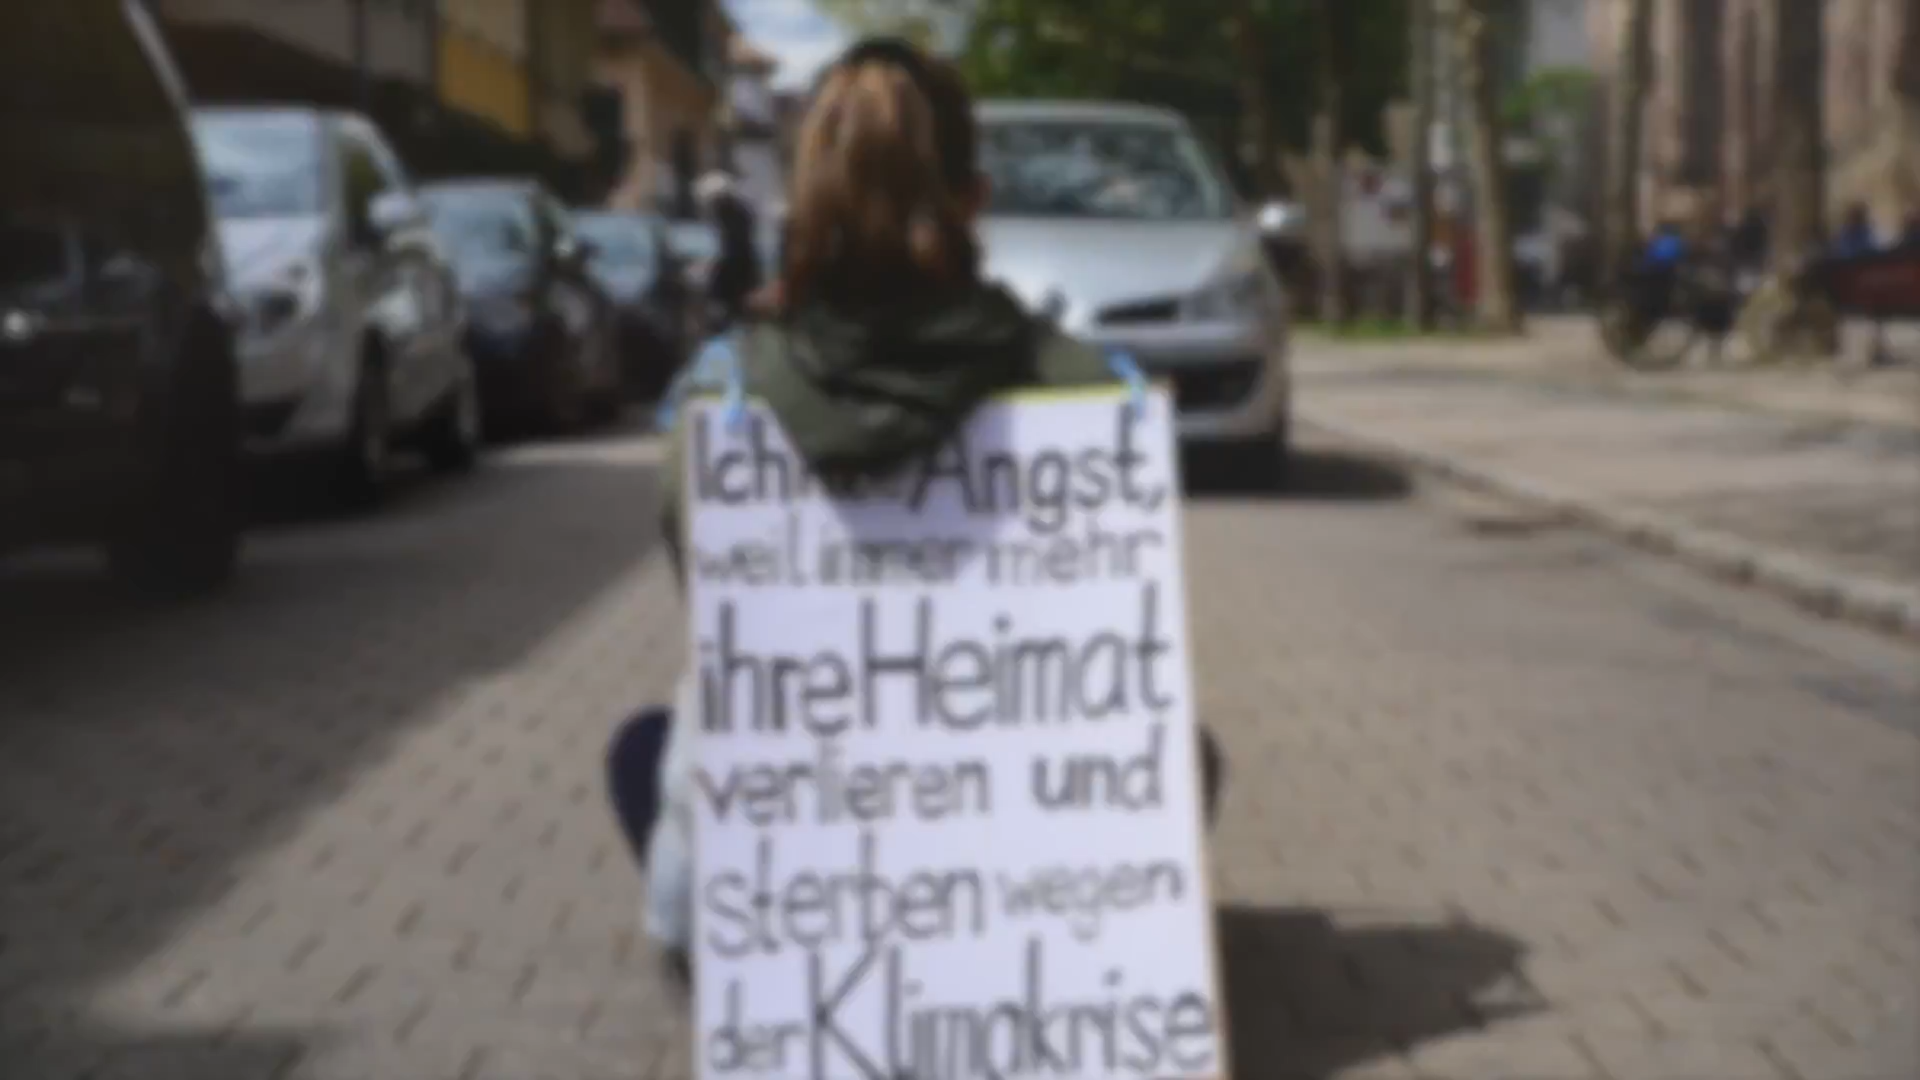 Ich Angst,
weil immer mehr
ihre Heimat
verlieren und
sterben wegen
der Klimakrise